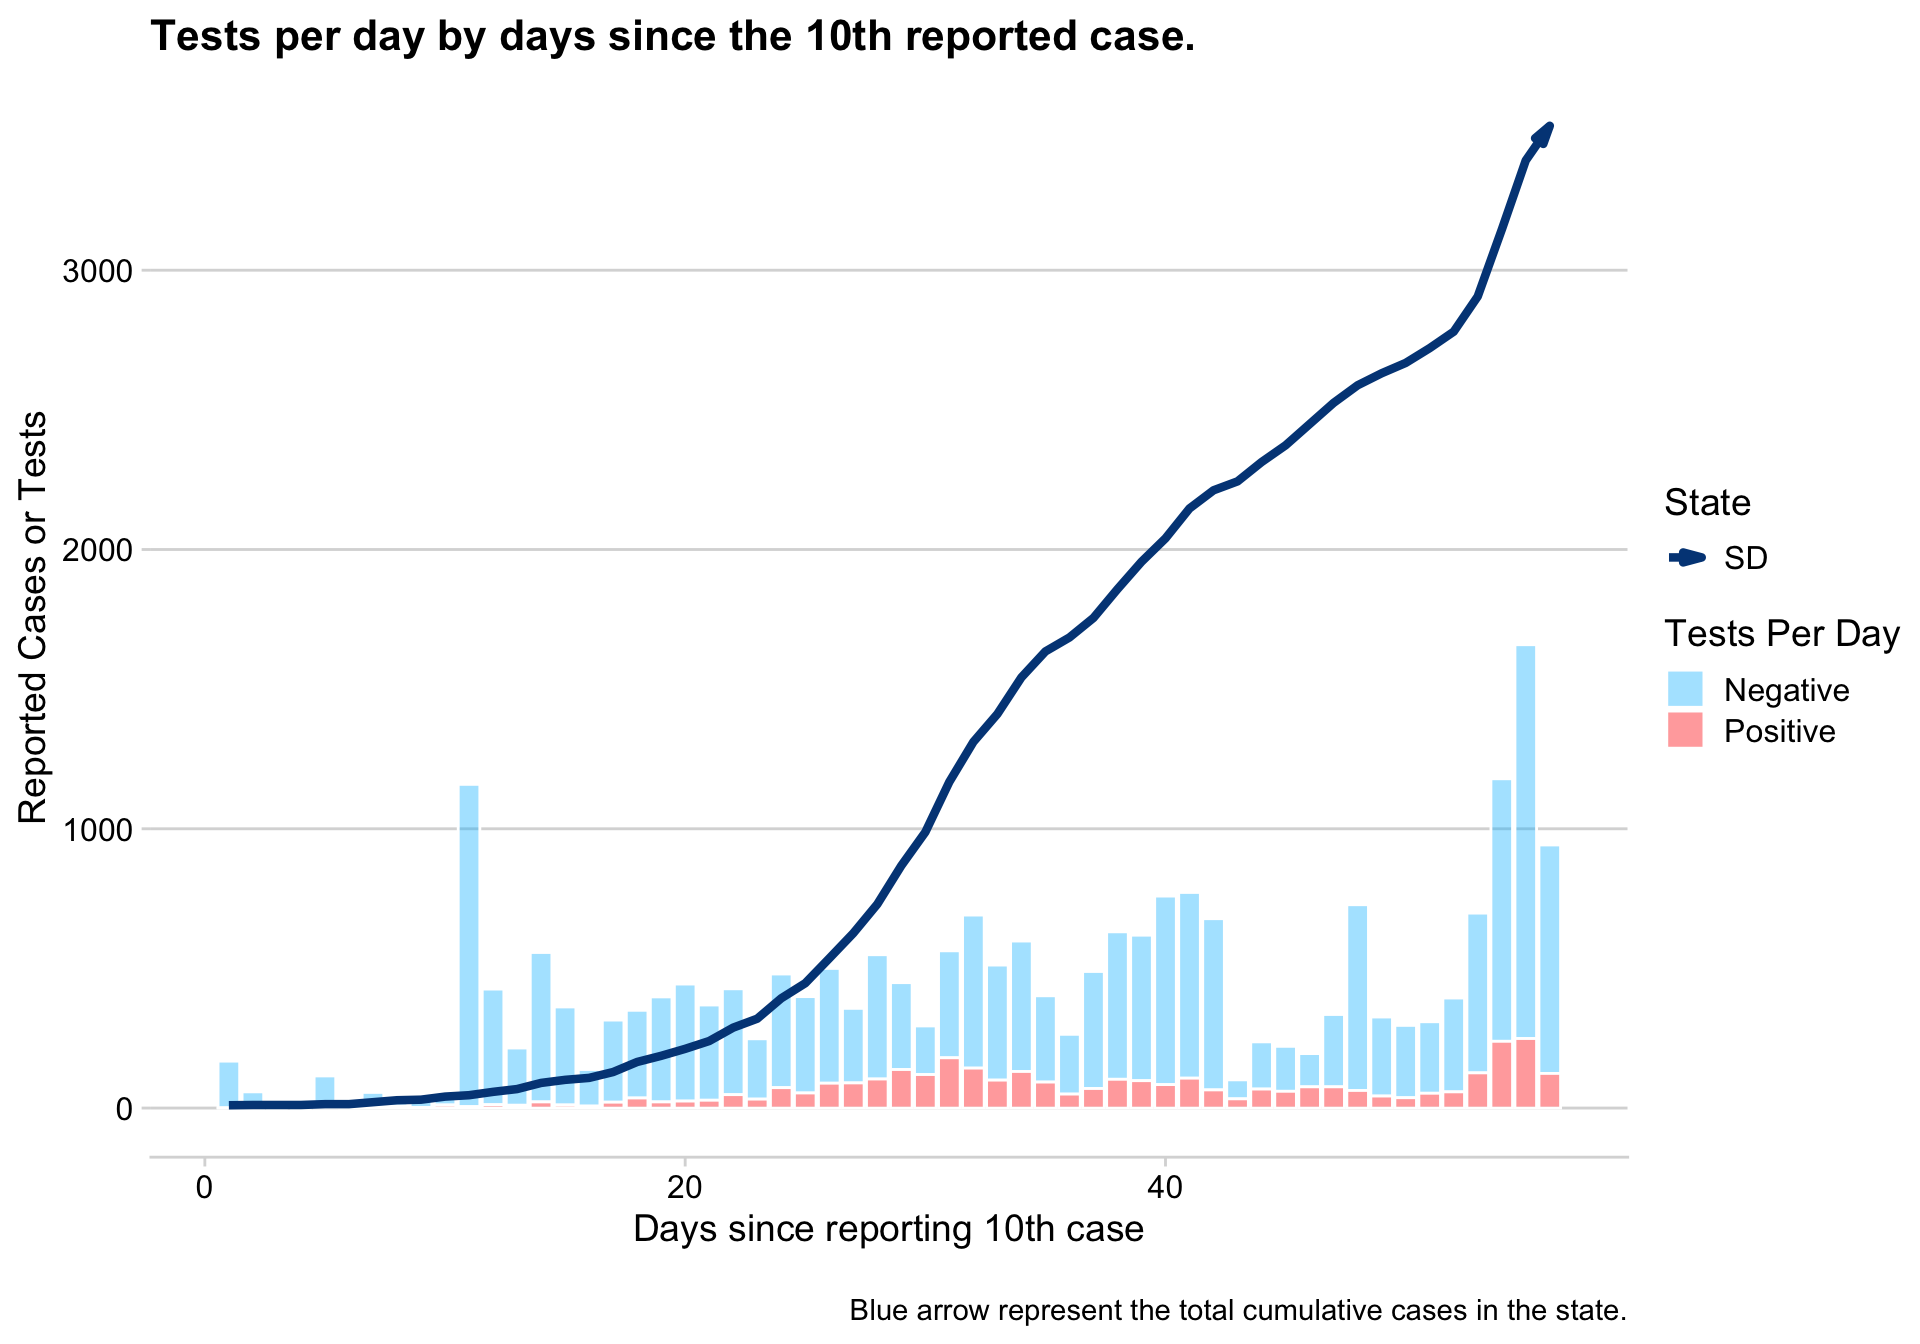 Tests per day by days since the 10th reported case.
Reported Cases or Tests
3000
2000
1000
0
0 20 40
Days since reporting 10th case
State
SD
Tests Per Day
Negative
Positive
Blue arrow represent the total cumulative cases in the state.